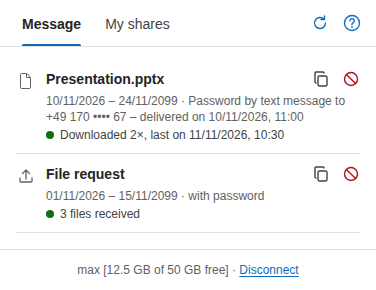 Message My shares
Presentation.pptx
10/11/2026 – 24/11/2099 · Password by text message to
+49 170 •••• 67 – delivered on 10/11/2026, 11:00
Downloaded 2×, last on 11/11/2026, 10:30
File request
01/11/2026 – 15/11/2099 · with password
3 files received
max [12.5 GB of 50 GB free] · Disconnect